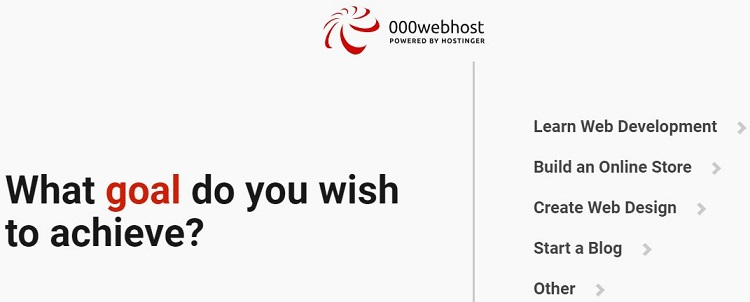 000webhost
POWERED BY HOSTINGER
What goal do you wish
to achieve?
Learn Web Development
Build an Online Store
Create Web Design
Start a Blog
Other